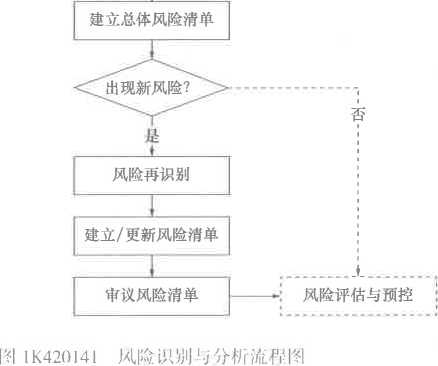 建立总体风险清单
出现新风险?
否
是
风险再识别
建立/更新风险清单
审议风险清单
风险评估与预控
图 1K420141 风险识别与分析流程图